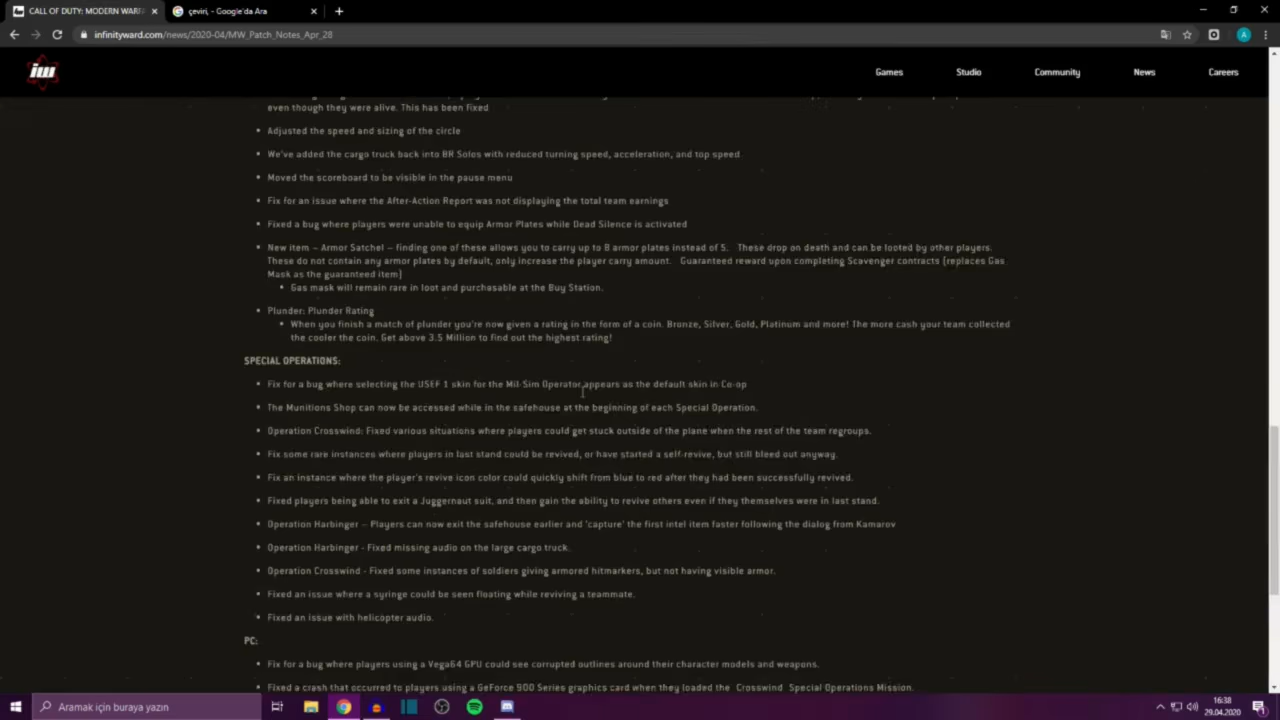 CALL OF DUTY: MODERN WARF
çeviri, - Google'da Ara
infinityward.com/news/2020-04/MW_Patch_Notes_Apr_28
A
iw
Games
Studio
Community
News
Careers
even though they were alive. This has been fixed
Adjusted the speed and sizing of the circle
We've added the cargo truck back into BR Solos with reduced turning speed, acceleration, and top speed
Moved the scoreboard to be visible in the pause menu
Fix for an issue where the After-Action Report was not displaying the total team earnings
Fixed a bug where players were unable to equip Armor Plates while Dead Silence is activated
New item – Armor Satchel – finding one of these allows you to carry up to 8 armor plates instead of 5. These drop on death and can be looted by other players.
These do not contain any armor plates by default, only increase the player carry amount. Guaranteed reward upon completing Scavenger contracts (replaces Gas
Mask as the guaranteed item)
Gas mask will remain rare in loot and purchasable at the Buy Station.
Plunder: Plunder Rating
When you finish a match of plunder you're now given a rating in the form of a coin. Bronze, Silver, Gold, Platinum and more! The more cash your team collected
the cooler the coin. Get above 3.5 Million to find out the highest rating!
SPECIAL OPERATIONS:
Fix for a bug where selecting the USEF 1 skin for the Mil-Sim Operator appears as the default skin in Co-op
The Munitions Shop can now be accessed while in the safehouse at the beginning of each Special Operation.
Operation Crosswind: Fixed various situations where players could get stuck outside of the plane when the rest of the team regroups.
Fix some rare instances where players in last stand could be revived, or have started a self-revive, but still bleed out anyway.
Fix an instance where the player's revive icon color could quickly shift from blue to red after they had been successfully revived.
Fixed players being able to exit a Juggernaut suit, and then gain the ability to revive others even if they themselves were in last stand.
Operation Harbinger – Players can now exit the safehouse earlier and 'capture' the first intel item faster following the dialog from Kamarov
Operation Harbinger - Fixed missing audio on the large cargo truck.
Operation Crosswind - Fixed some instances of soldiers giving armored hitmarkers, but not having visible armor.
Fixed an issue where a syringe could be seen floating while reviving a teammate.
Fixed an issue with helicopter audio.
PC:
Fix for a bug where players using a Vega64 GPU could see corrupted outlines around their character models and weapons.
Fixed a crash that occurred to players using a GeForce 900 Series graphics card when they loaded the Crosswind Special Operations Mission.
Aramak için buraya yazın
16:38
29.04.2020
1